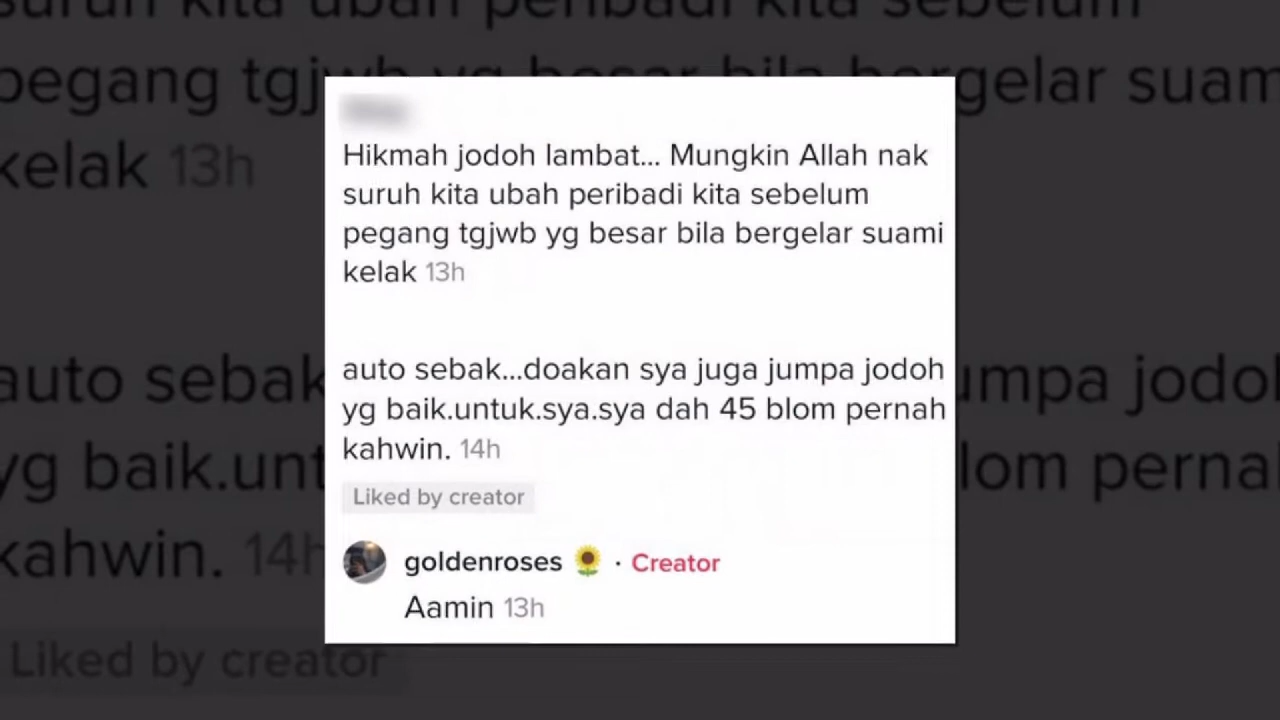 Hikmah jodoh lambat... Mungkin Allah nak
suruh kita ubah peribadi kita sebelum
pegang tgjwb yg besar bila bergelar suami
kelak 13h
auto sebak...doakan sya juga jumpa jodoh
yg baik.untuk.sya.sya dah 45 blom pernah
kahwin. 14h
Liked by creator
goldenroses 🌻 · Creator
Aamin 13h